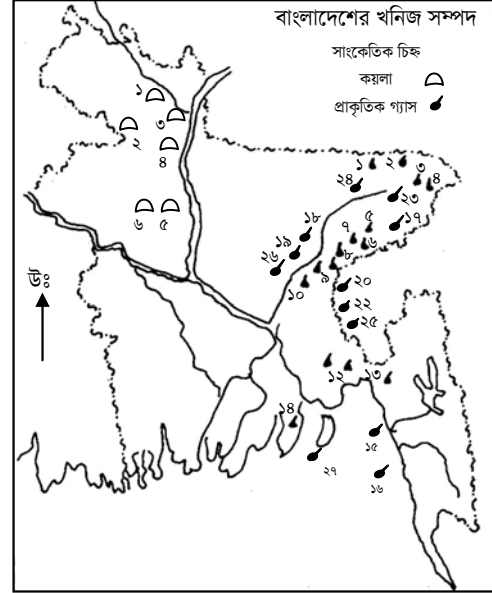 বাংলাদেশের খনিজ সম্পদ
সাংকেতিক চিহ্ন
কয়লা
প্রাকৃতিক গ্যাস
১
৩
২
৪
৬ ৫
১ ২ ৩ ৪
২৪ ২৩
১৮ ৭ ৫ ১৭
১৯ ৮ ৬
২৬ ৯
১০ ২০
২২
২৫
উঃ
১২ ১৩
১৪
১৫
২৭
১৬